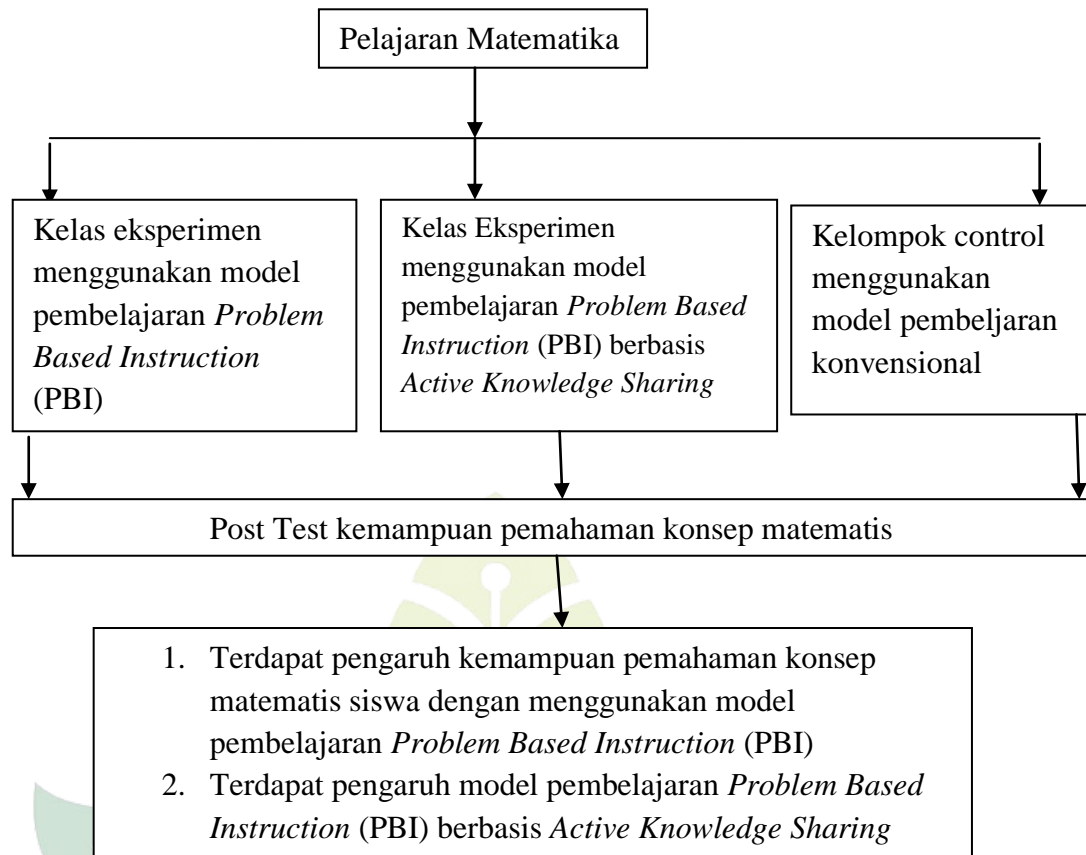 Pelajaran Matematika
Kelas eksperimen
menggunakan model
pembelajaran Problem
Based Instruction
(PBI)
Kelas Eksperimen
menggunakan model
pembelajaran Problem Based
Instruction (PBI) berbasis
Active Knowledge Sharing
Kelompok control
menggunakan
model pembeljaran
konvensional
Post Test kemampuan pemahaman konsep matematis
1. Terdapat pengaruh kemampuan pemahaman konsep
matematis siswa dengan menggunakan model
pembelajaran Problem Based Instruction (PBI)
2. Terdapat pengaruh model pembelajaran Problem Based
Instruction (PBI) berbasis Active Knowledge Sharing